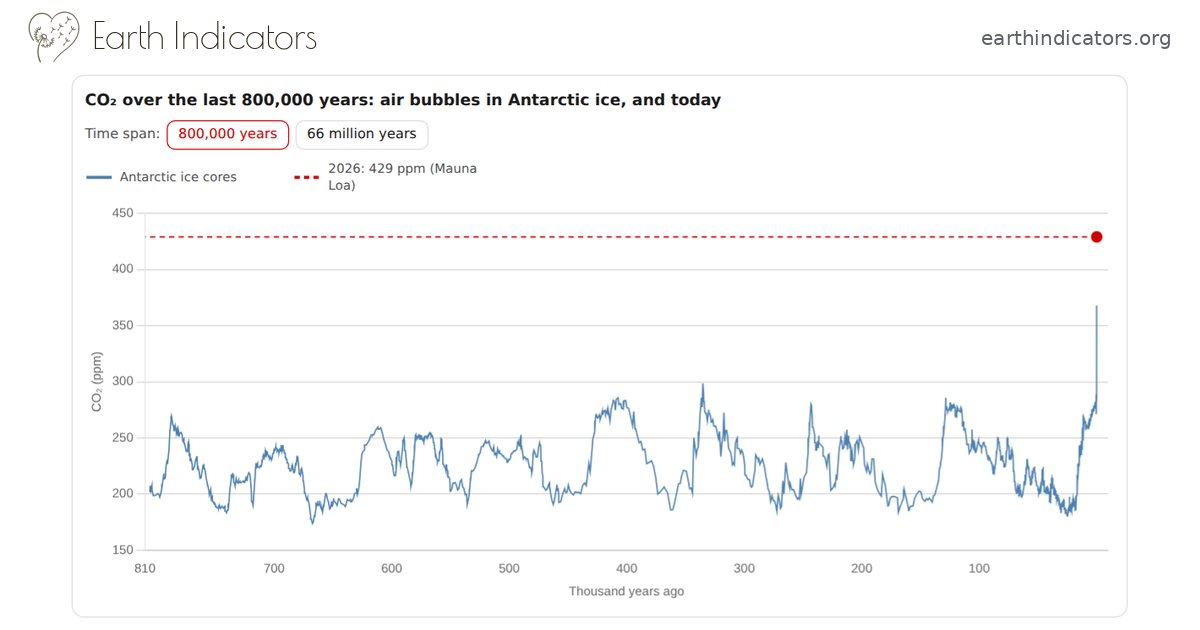 Earth Indicators
earthindicators.org
CO₂ over the last 800,000 years: air bubbles in Antarctic ice, and today
Time span: 800,000 years 66 million years
Antarctic ice cores
2026: 429 ppm (Mauna
Loa)
450
400
350
300
250
200
150
CO₂ (ppm)
810 700 600 500 400 300 200 100
Thousand years ago